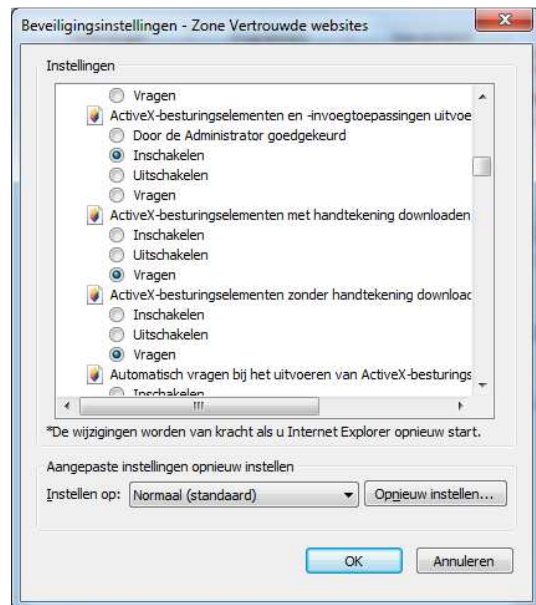 Beveiligingsinstellingen - Zone Vertrouwde websites
Instellingen
Vragen
ActiveX-besturingselementen en -invoegtoepassingen uitvoe
Door de Administrator goedgekeurd
Inschakelen
Uitschakelen
Vragen
ActiveX-besturingselementen met handtekening downloaden
Inschakelen
Uitschakelen
Vragen
ActiveX-besturingselementen zonder handtekening downloac
Inschakelen
Uitschakelen
Vragen
Automatisch vragen bij het uitvoeren van ActiveX-besturings
Inschakelen
*De wijzigingen worden van kracht als u Internet Explorer opnieuw start.
Aangepaste instellingen opnieuw instellen
Instellen op: Normaal (standaard) Opnieuw instellen...
OK Annuleren